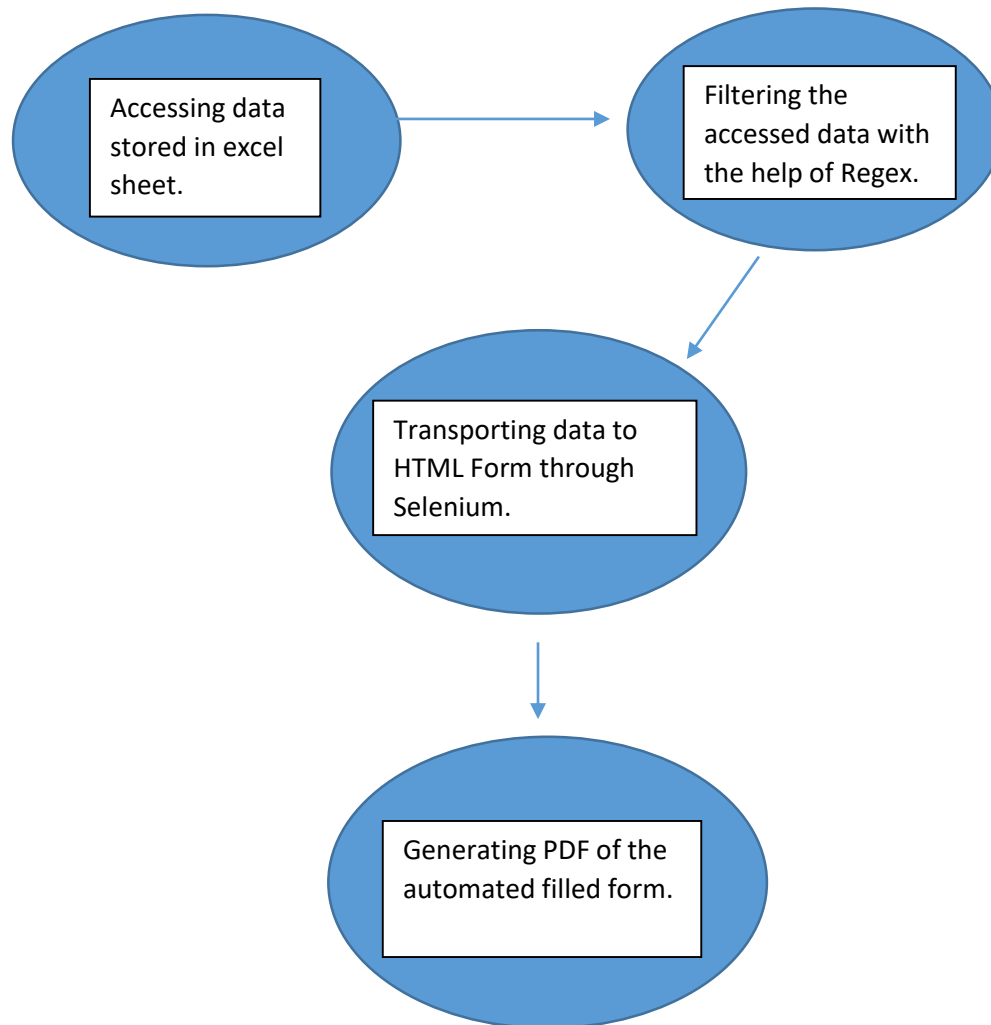 Accessing data
stored in excel
sheet.
Filtering the
accessed data with
the help of Regex.
Transporting data to
HTML Form through
Selenium.
Generating PDF of the
automated filled form.